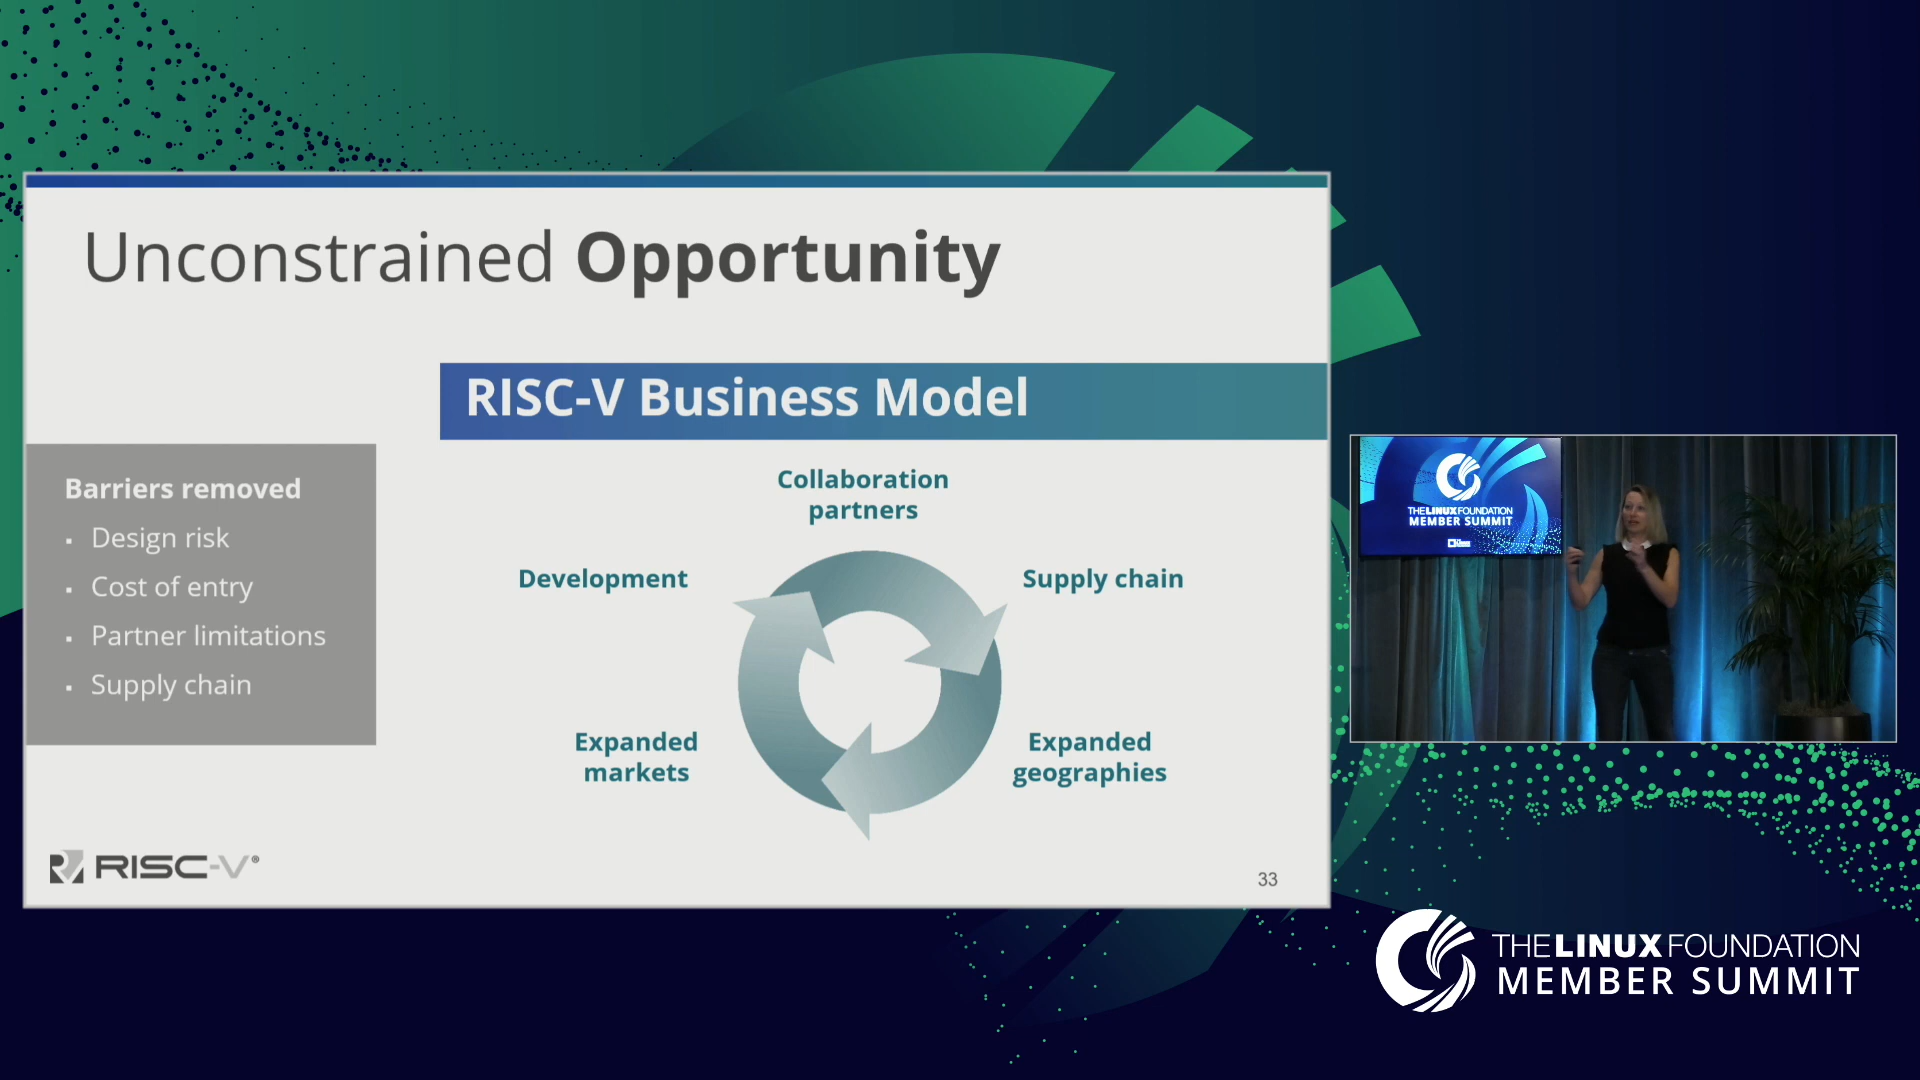 Unconstrained Opportunity
RISC-V Business Model
Barriers removed
▪ Design risk
▪ Cost of entry
▪ Partner limitations
▪ Supply chain
Collaboration
partners
Development
Supply chain
Expanded
markets
Expanded
geographies
RISC-V®
33
THE LINUX FOUNDATION
MEMBER SUMMIT
THE LINUX FOUNDATION
MEMBER SUMMIT